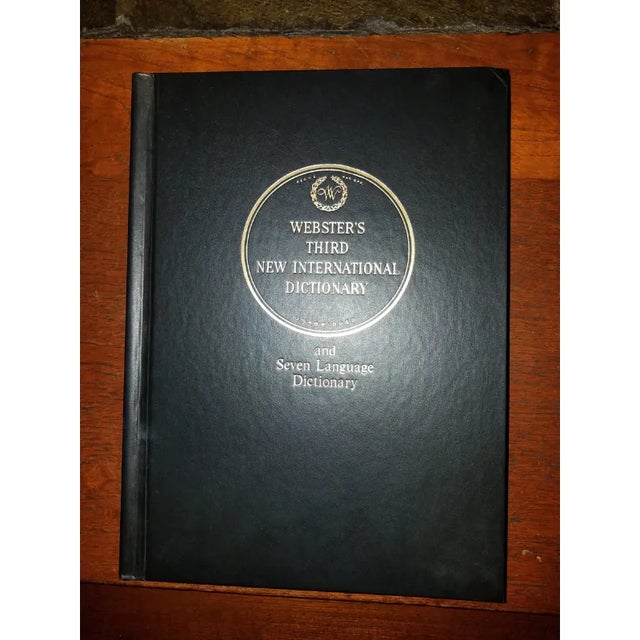 W
WEBSTER'S
THIRD
NEW INTERNATIONAL
DICTIONARY
and
Seven Language
Dictionary